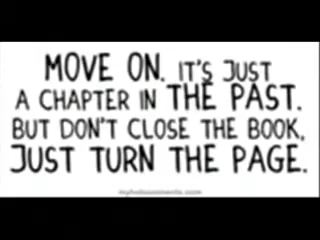 MOVE ON. IT'S JUST
A CHAPTER IN THE PAST.
BUT DON'T CLOSE THE BOOK,
JUST TURN THE PAGE.